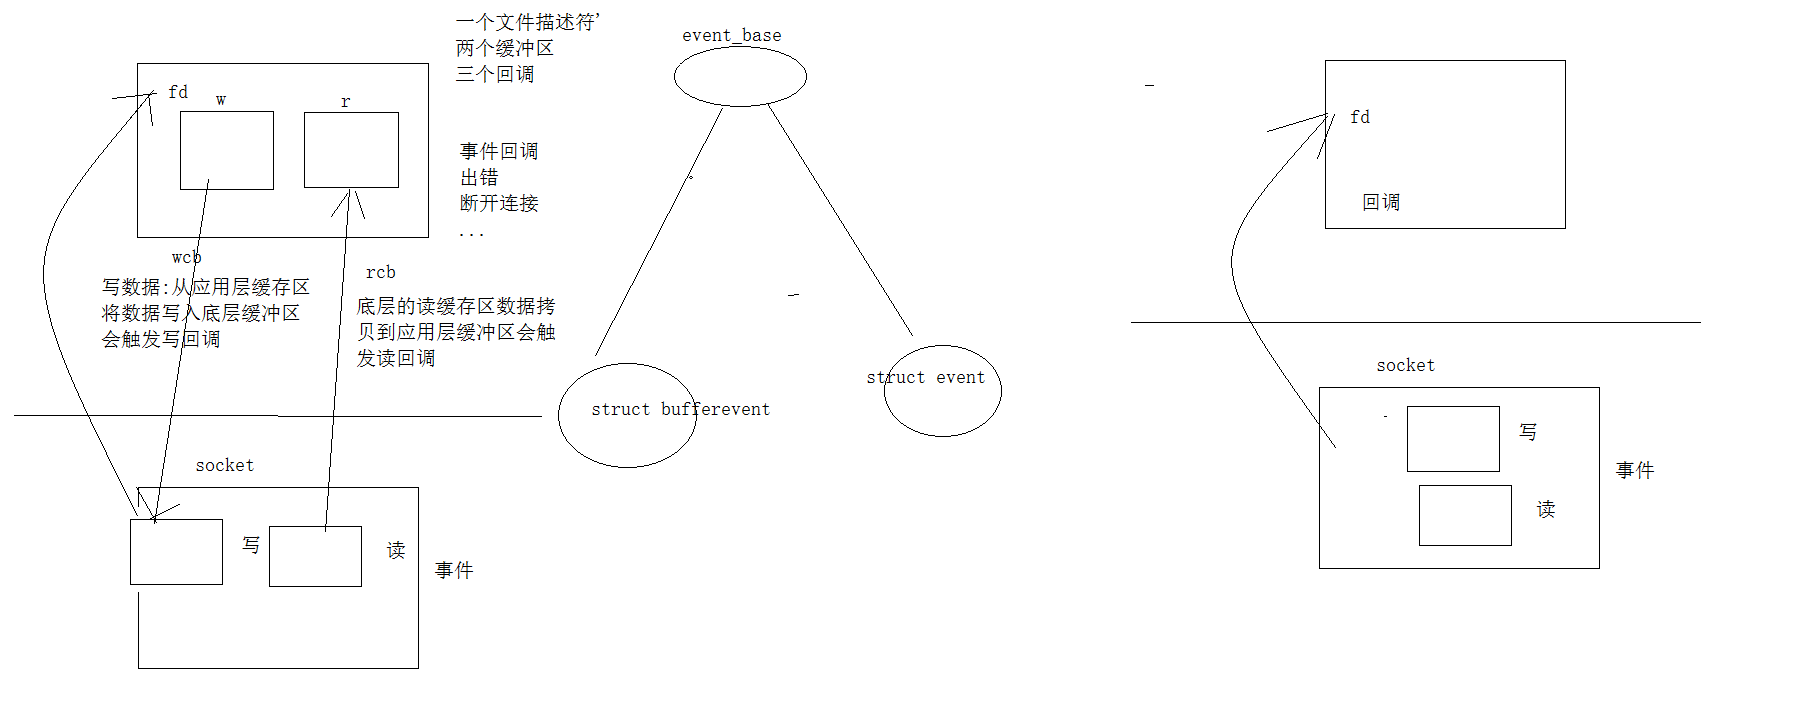 一个文件描述符'
两个缓冲区
三个回调
fd
w
r
事件回调
出错
断开连接
...
wcb
写数据:从应用层缓存区
将数据写入底层缓冲区
会触发写回调
rcb
底层的读缓存区数据拷
贝到应用层缓冲区会触
发读回调
socket
写
读
事件
event_base
struct bufferevent
struct event
fd
回调
socket
写
读
事件